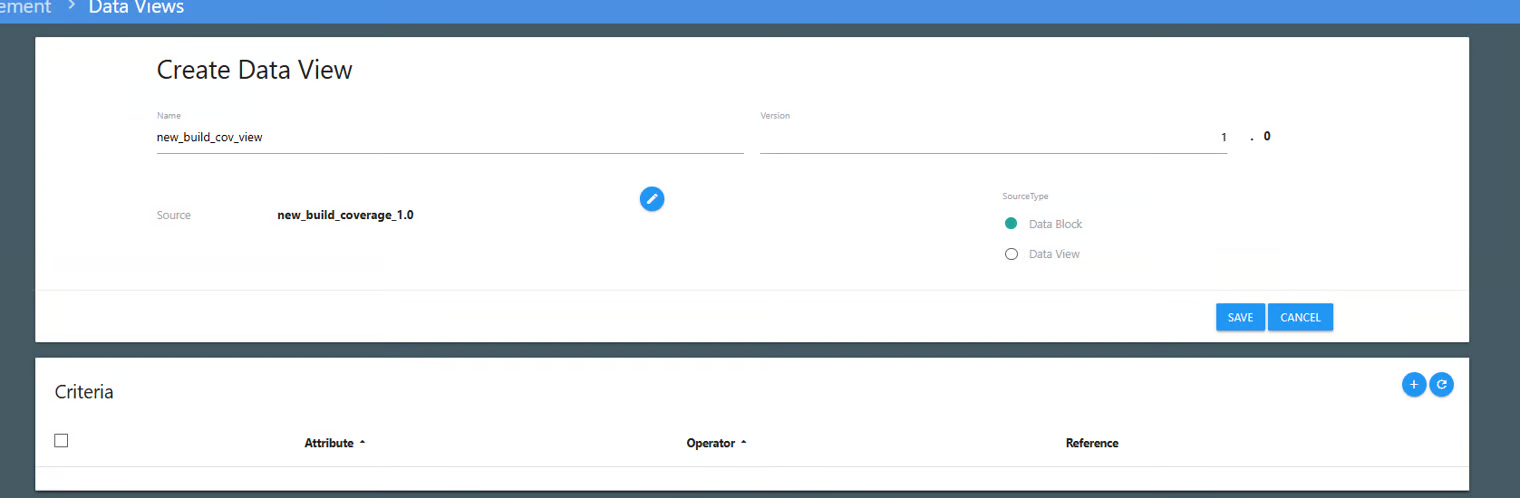 ement > Data Views
Create Data View
Name
Version
new_build_cov_view
1 . 0
Source
new_build_coverage_1.0
SourceType
Data Block
Data View
SAVE
CANCEL
Criteria
Attribute
Operator
Reference